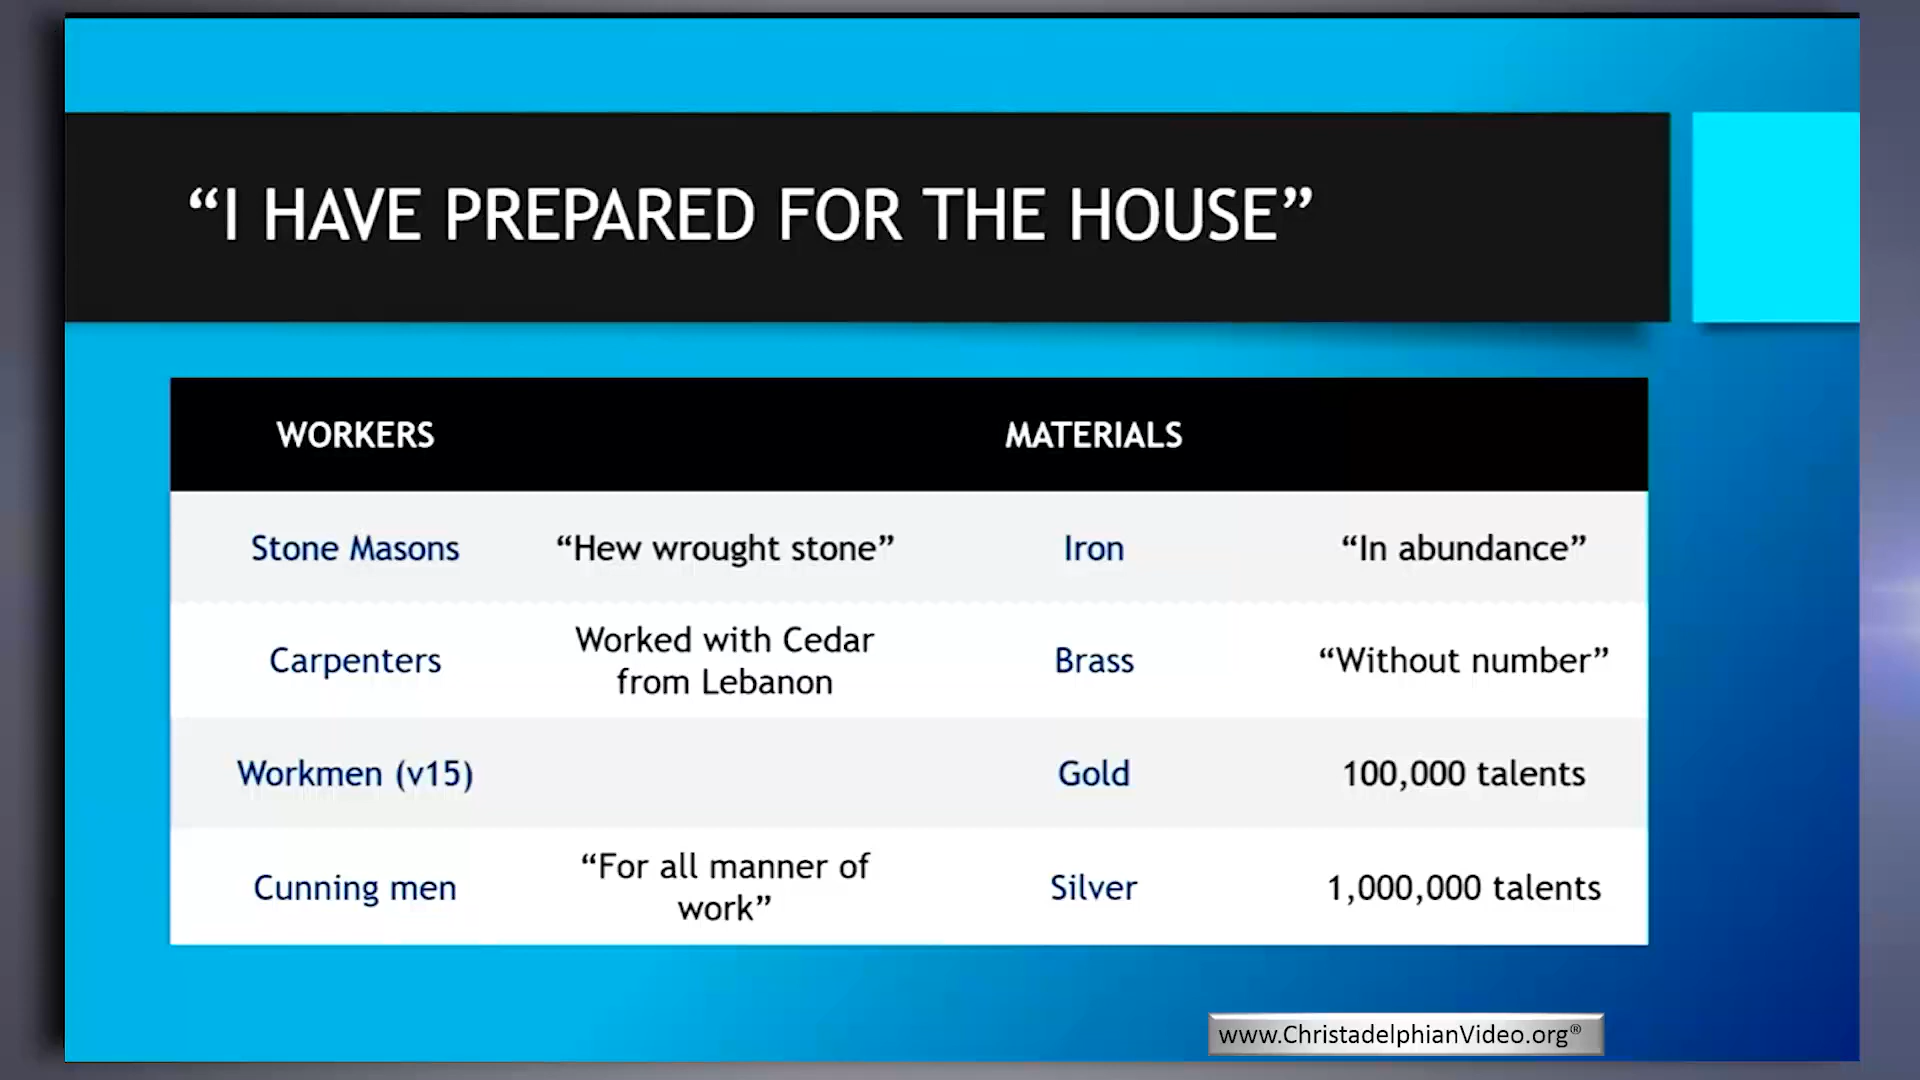 “I HAVE PREPARED FOR THE HOUSE”
WORKERS MATERIALS
Stone Masons “Hew wrought stone” Iron “In abundance”
Carpenters Worked with Cedar
from Lebanon Brass “Without number”
Workmen (v15) Gold 100,000 talents
Cunning men “For all manner of
work” Silver 1,000,000 talents
www.ChristadelphianVideo.org®